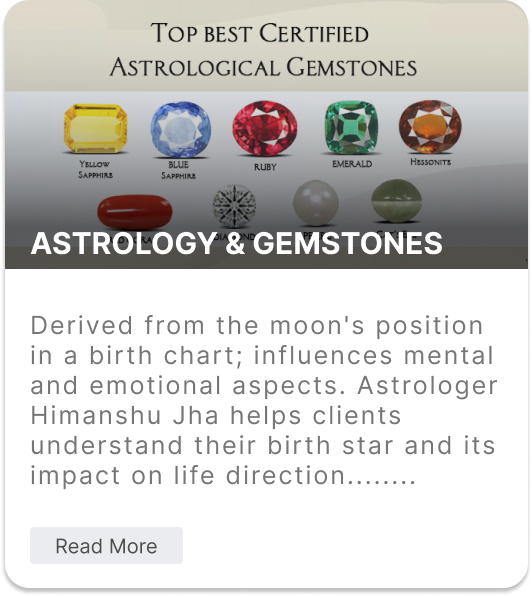 TOP BEST CERTIFIED
ASTROLOGICAL GEMSTONES
YELLOW
SAPPHIRE
BLUE
SAPPHIRE
RUBY
EMERALD
HESSONITE
ASTROLOGY & GEMSTONES
Derived from the moon's position
in a birth chart; influences mental
and emotional aspects. Astrologer
Himanshu Jha helps clients
understand their birth star and its
impact on life direction........
Read More